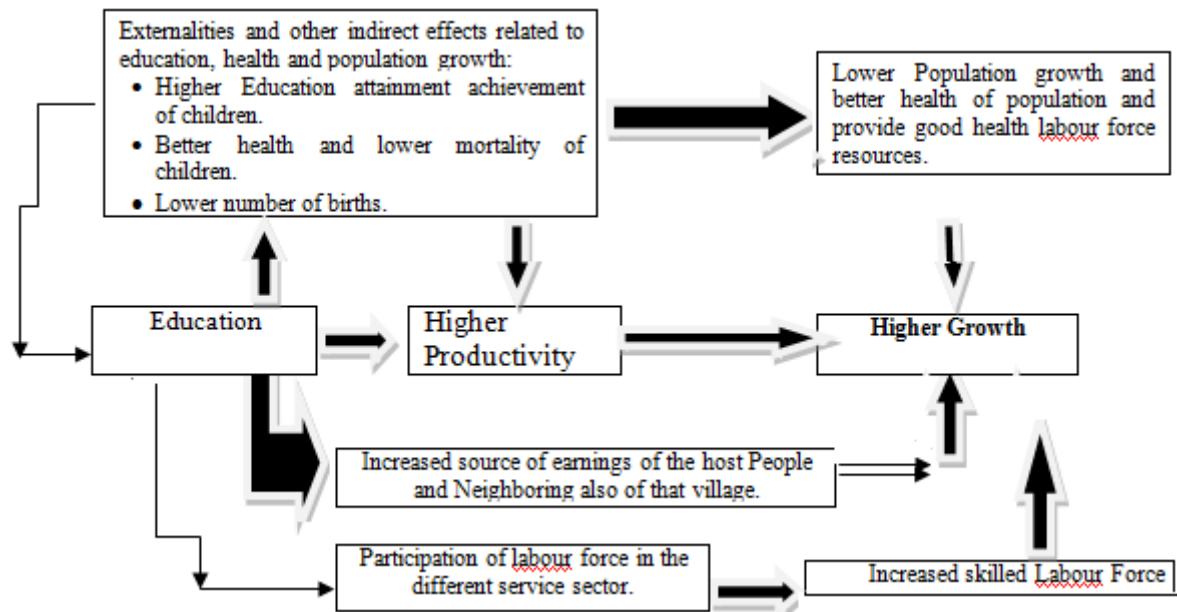 Externalities and other indirect effects related to
education, health and population growth:
• Higher Education attainment achievement
of children.
• Better health and lower mortality of
children.
• Lower number of births.
Lower Population growth and
better health of population and
provide good health labour force
resources.
Education
Higher
Productivity
Higher Growth
Increased source of earnings of the host People
and Neighboring also of that village.
Participation of labour force in the
different service sector.
Increased skilled Labour Force